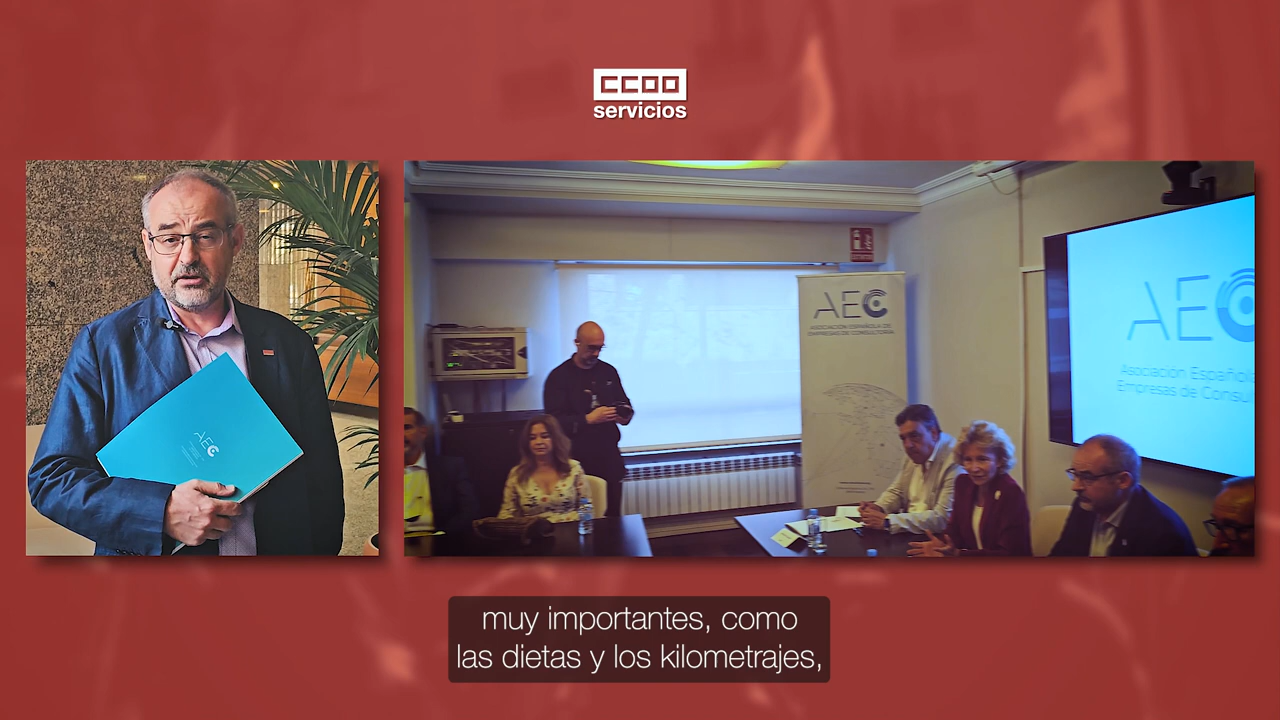 CCOO
servicios
AEC
AEC
ASOCIACIÓN ESPAÑOLA DE
EMPRESAS DE CONSULTORÍA
AEC
Asociación Español
Empresas de Consul
muy importantes, como
las dietas y los kilometrajes,